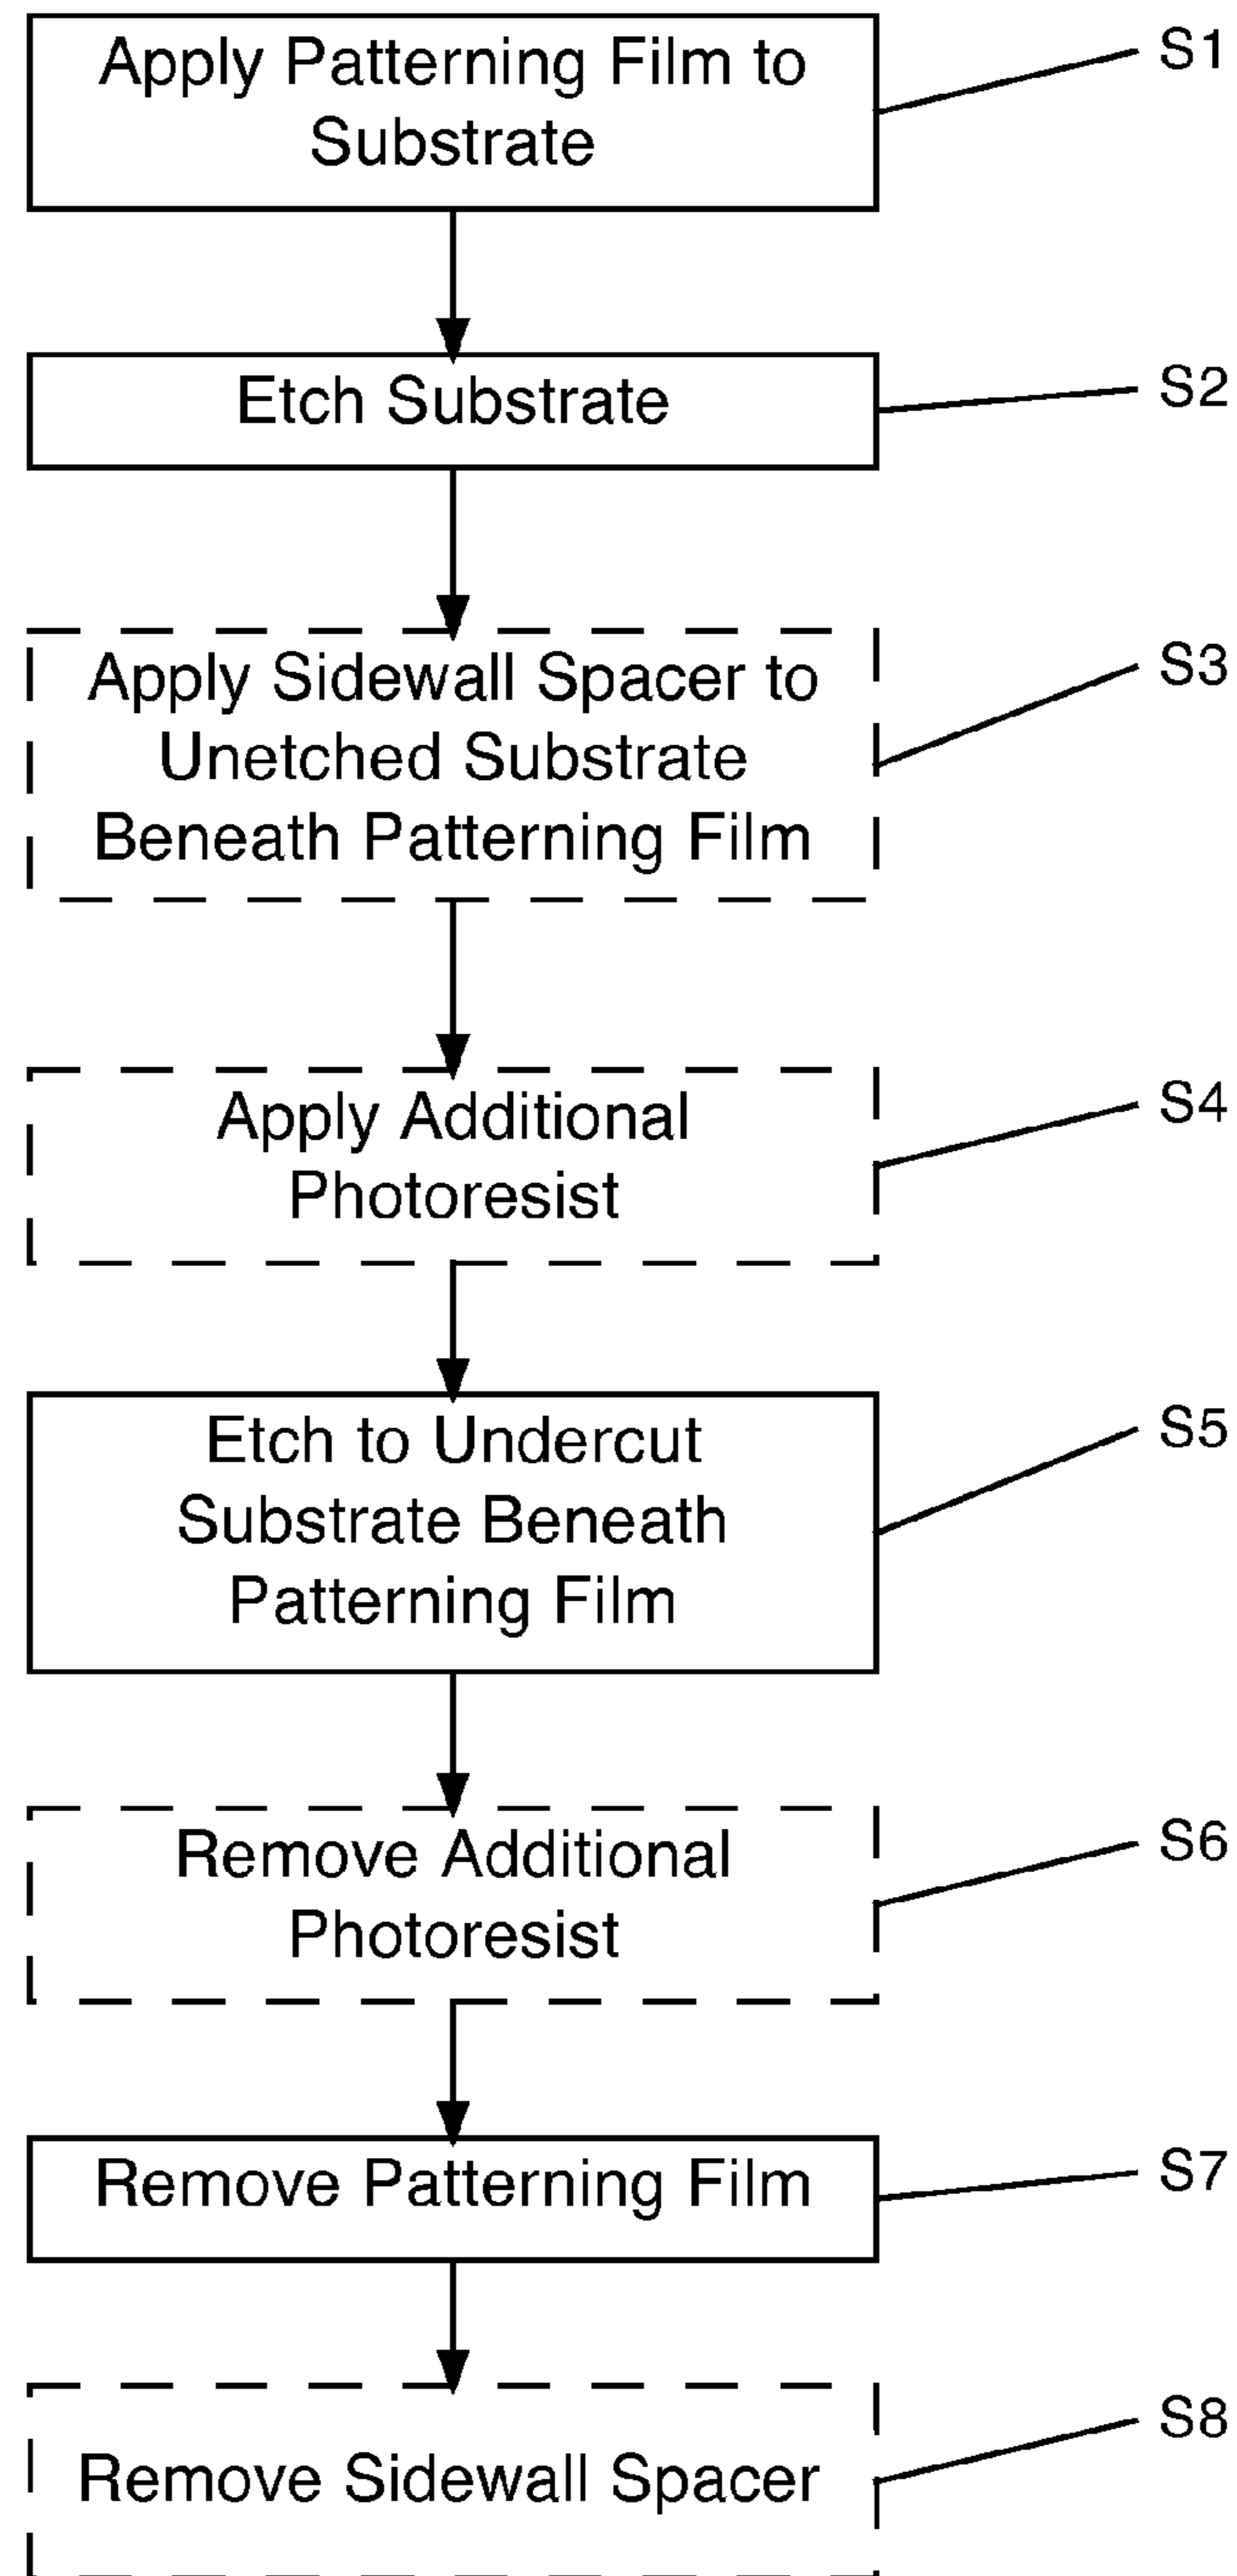 Apply Patterning Film to
Substrate
S1
Etch Substrate
S2
Apply Sidewall Spacer to
Unetched Substrate
Beneath Patterning Film
S3
Apply Additional
Photoresist
S4
Etch to Undercut
Substrate Beneath
Patterning Film
S5
Remove Additional
Photoresist
S6
Remove Patterning Film
S7
Remove Sidewall Spacer
S8